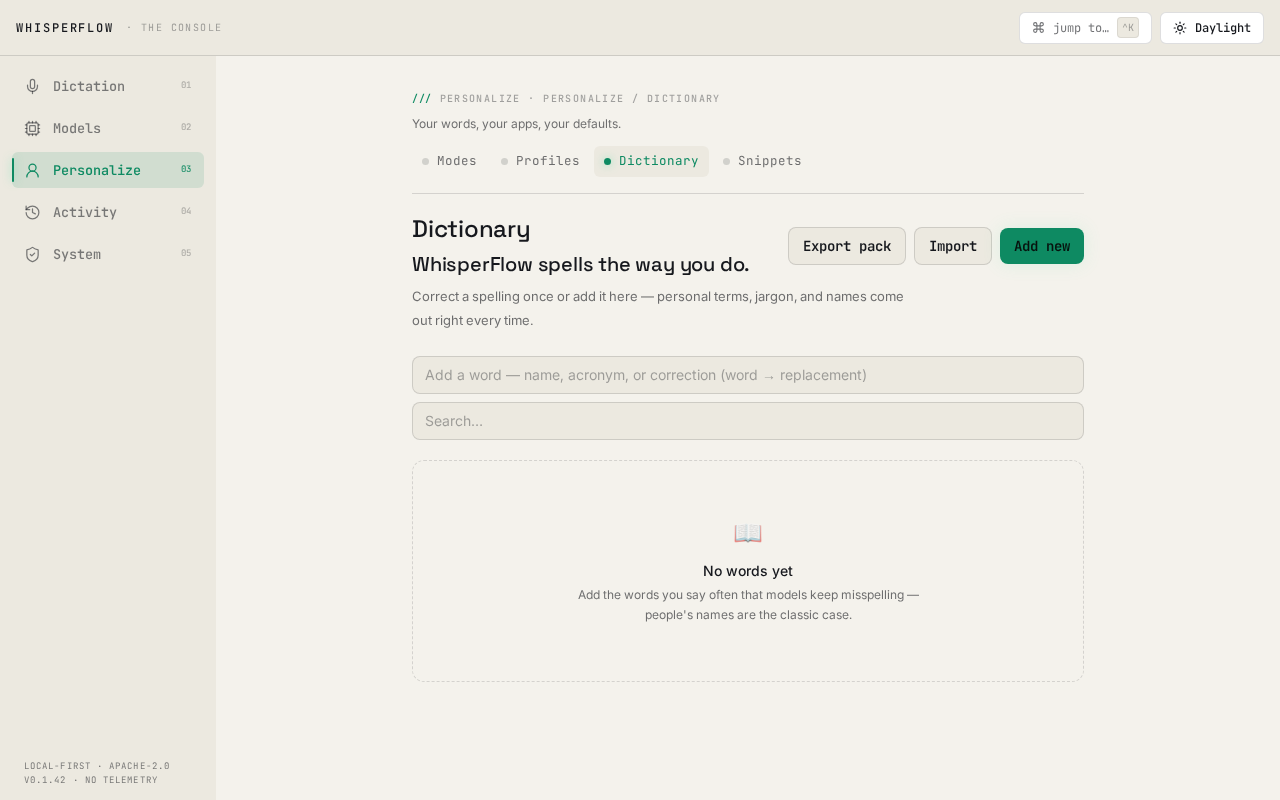 WHISPERFLOW · THE CONSOLE
⌘ jump to… ^K
Daylight
Dictation 01
Models 02
Personalize 03
Activity 04
System 05
/// PERSONALIZE · PERSONALIZE / DICTIONARY
Your words, your apps, your defaults.
Modes Profiles Dictionary Snippets
Dictionary
WhisperFlow spells the way you do.
Export pack Import Add new
Correct a spelling once or add it here — personal terms, jargon, and names come
out right every time.
Add a word — name, acronym, or correction (word → replacement)
Search…
No words yet
Add the words you say often that models keep misspelling —
people's names are the classic case.
LOCAL-FIRST · APACHE-2.0
V0.1.42 · NO TELEMETRY